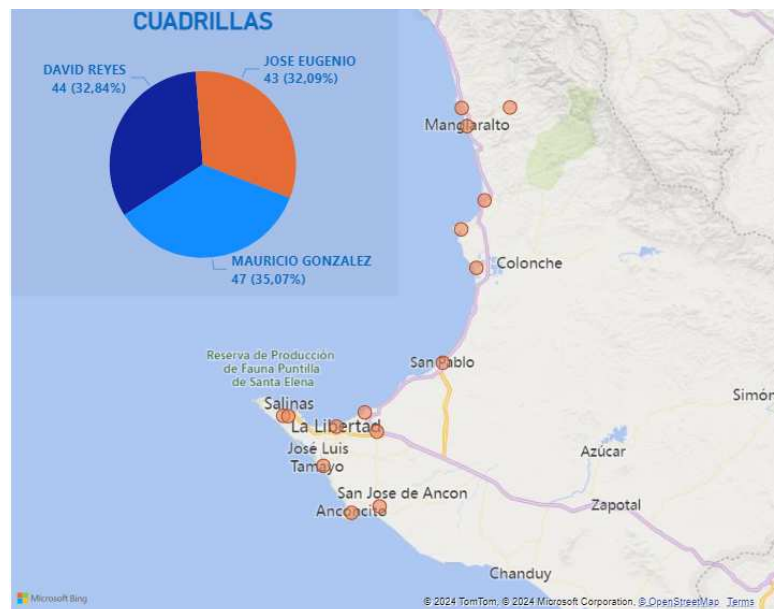 CUADRILLAS
DAVID REYES
44 (32,84%)
JOSE EUGENIO
43 (32,09%)
MAURICIO GONZALEZ
47 (35,07%)
Manglaralto
Colonche
San Pablo
Reserva de Producción
de Fauna Puntilla
de Santa Elena
Salinas
La Libertad
José Luis
Tamayo
San Jose de Ancon
Anconcito
Simón
Azúcar
Zapotal
Chanduy
Microsoft Bing
© 2024 TomTom, © 2024 Microsoft Corporation, © OpenStreetMap Terms